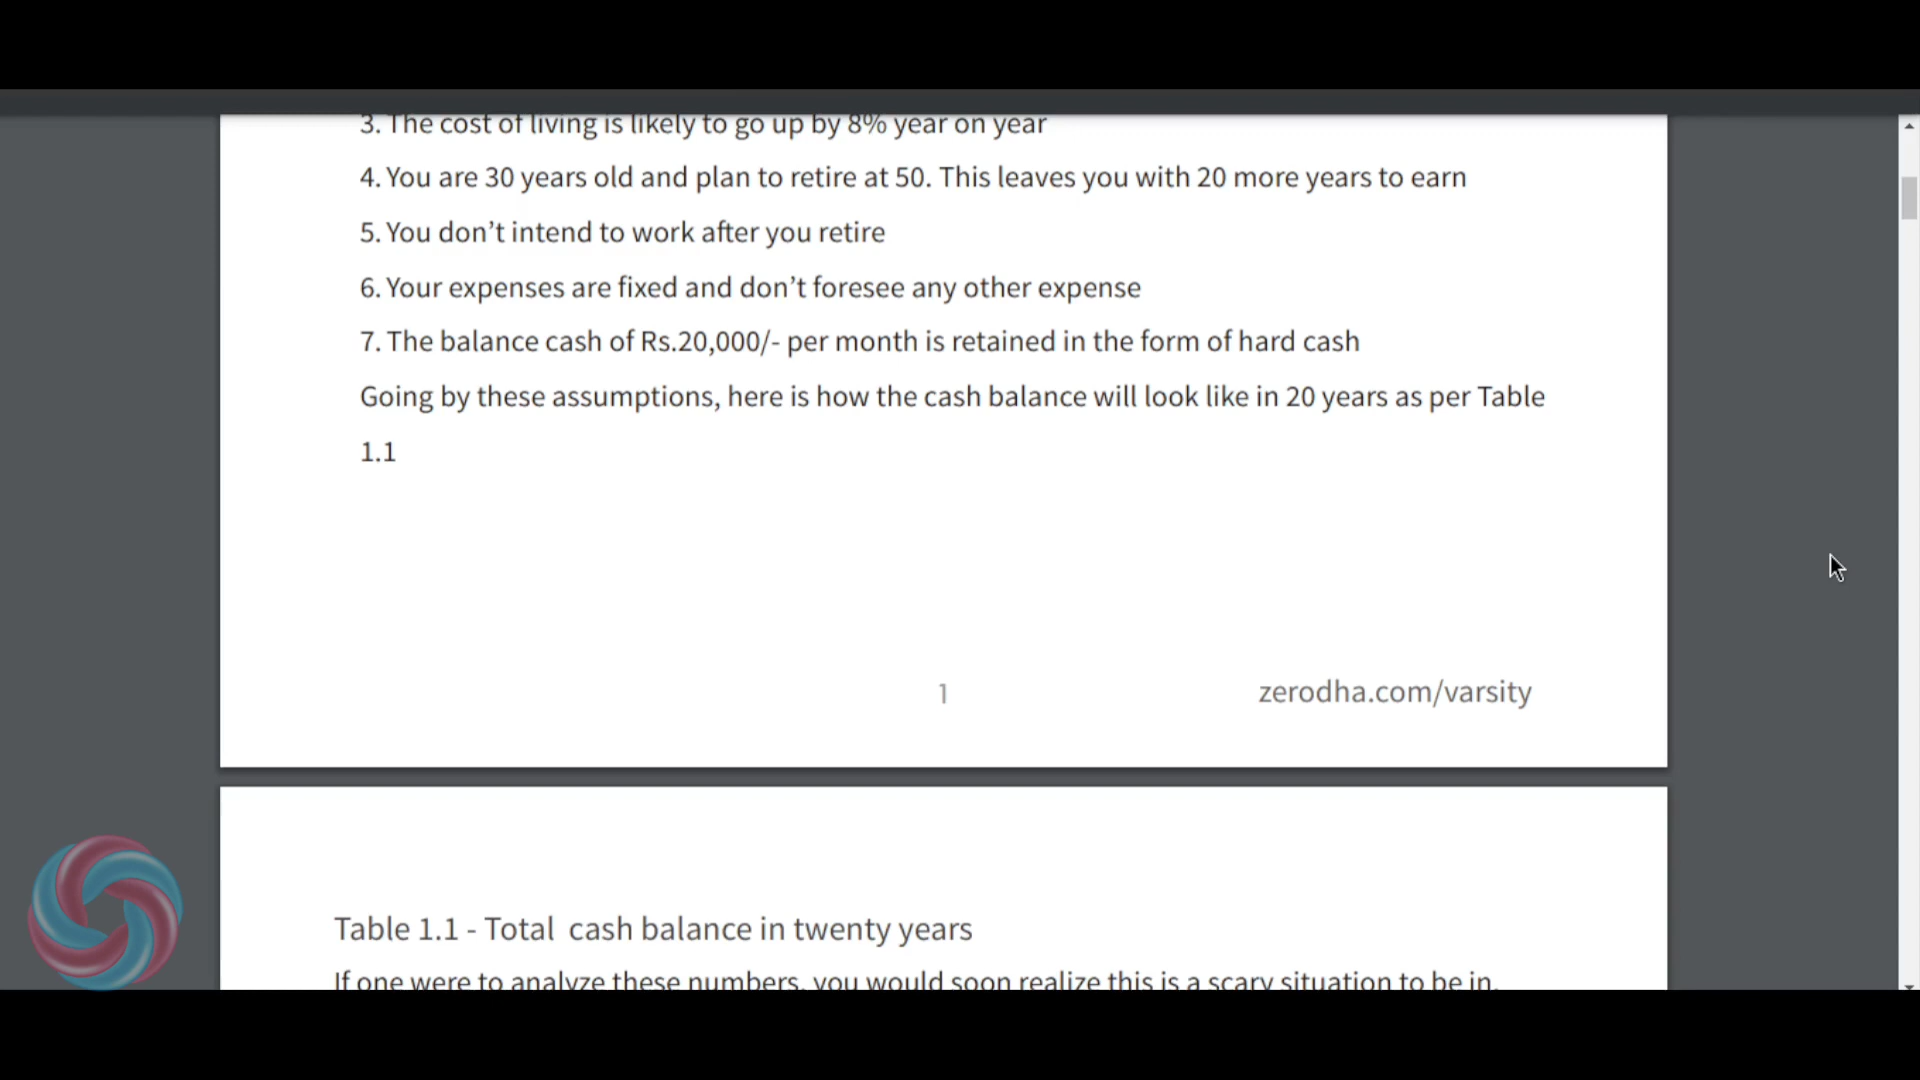 3. The cost of living is likely to go up by 8% year on year
4. You are 30 years old and plan to retire at 50. This leaves you with 20 more years to earn
5. You don’t intend to work after you retire
6. Your expenses are fixed and don’t foresee any other expense
7. The balance cash of Rs.20,000/- per month is retained in the form of hard cash
Going by these assumptions, here is how the cash balance will look like in 20 years as per Table
1.1
1
zerodha.com/varsity
Table 1.1 - Total cash balance in twenty years
If one were to analyze these numbers, you would soon realize this is a scary situation to be in.